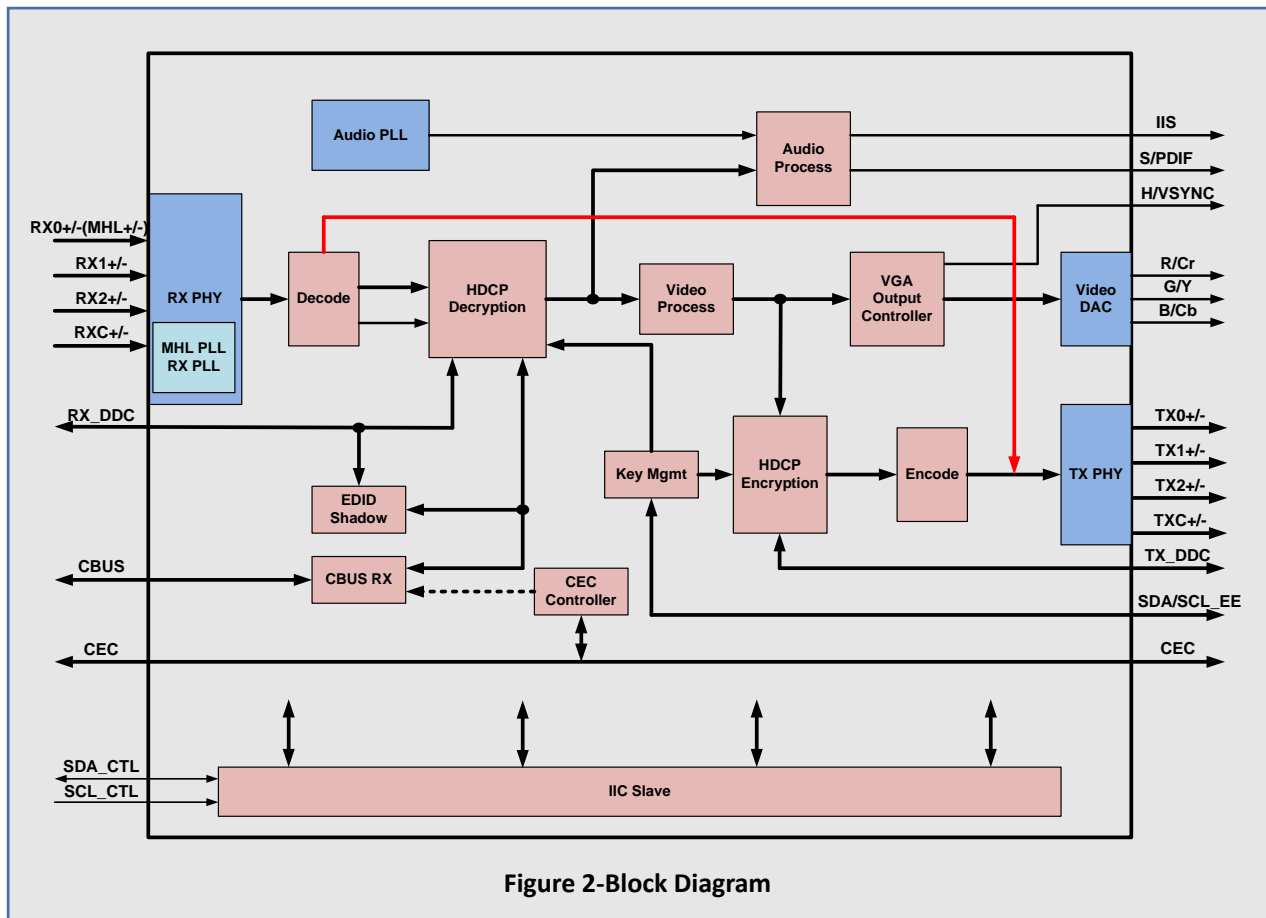 Audio PLL
Audio
Process
IIS
S/PDIF
H/VSYNC
RX0+/-(MHL+/-)
RX1+/-
RX2+/-
RXC+/-
RX PHY
MHL PLL
RX PLL
Decode
HDCP
Decryption
Video
Process
VGA
Output
Controller
Video
DAC
R/Cr
G/Y
B/Cb
RX_DDC
EDID
Shadow
Key Mgmt
HDCP
Encryption
Encode
TX PHY
TX0+/-
TX1+/-
TX2+/-
TXC+/-
CBUS
CBUS RX
CEC
Controller
TX_DDC
SDA/SCL_EE
CEC
CEC
SDA_CTL
SCL_CTL
IIC Slave
Figure 2-Block Diagram